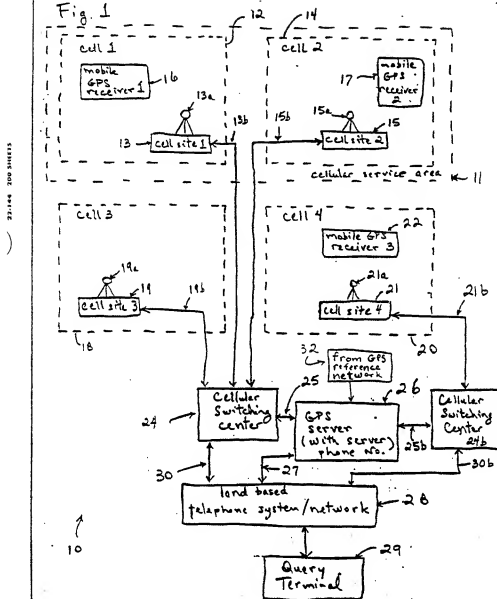 Fig. 1
12
14
cell 1
cell 2
mobile
GPS
receiver 1
16
17
mobile
GPS
receiver
2
13a
13b
15b
15a
13
cell site 1
15
cell site 2
cellular service area
11
cell 3
cell 4
22
mobile GPS
receiver 3
19a
19
cell site 3
19b
21a
21
cell site 4
21b
18
20
32
from GPS
reference
network
25
26
24
Cellular
Switching
center
GPS
server
(with server
phone No.)
Cellular
Switching
Center
24b
25b
30
27
30b
land based
telephone system/network
28
10
29
Query
Terminal
22-144 200 SHEETS